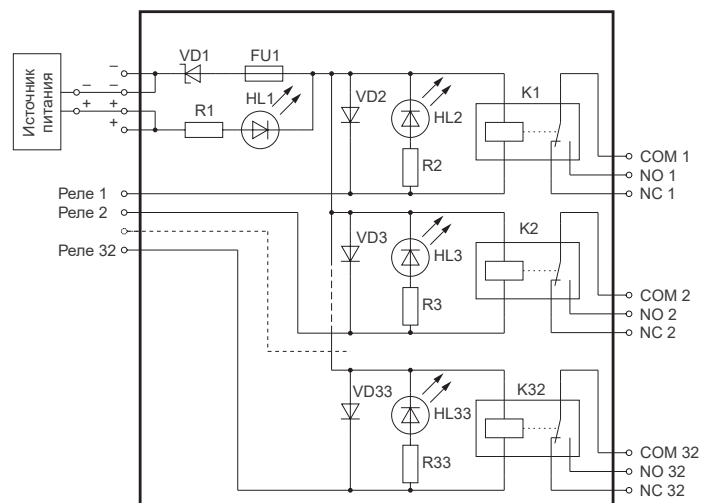 Источник
питания
–
+
–
–
+
+
VD1
FU1
R1
HL1
VD2
HL2
R2
K1
COM 1
NO 1
NC 1
Реле 1
Реле 2
Реле 32
VD3
HL3
R3
K2
COM 2
NO 2
NC 2
VD33
HL33
R33
K32
COM 32
NO 32
NC 32